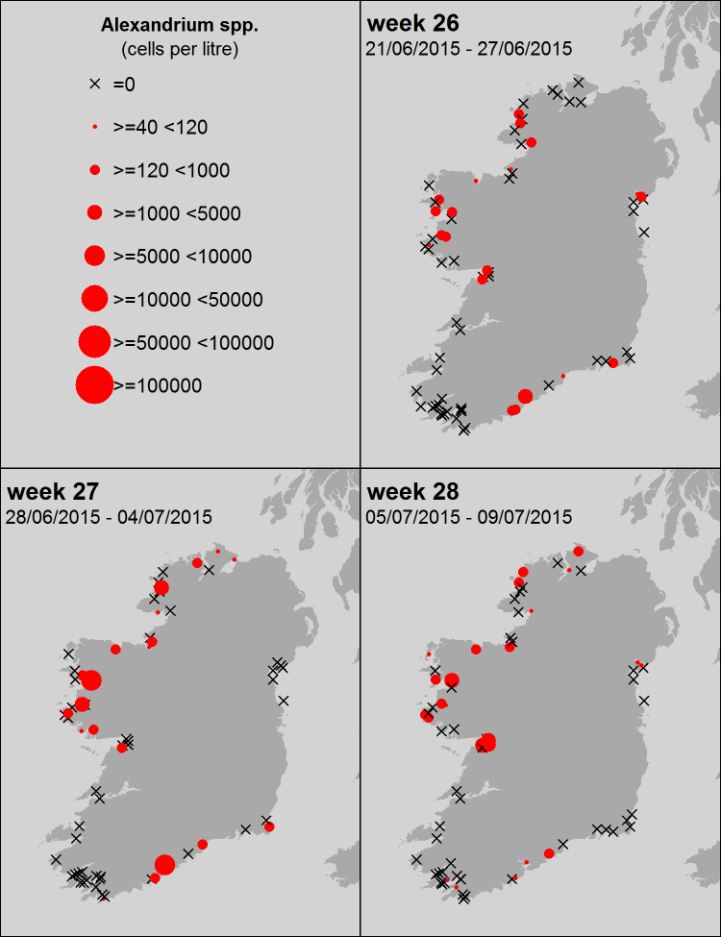 Alexandrium spp.
(cells per litre)
=0
>=40 <120
>=120 <1000
>=1000 <5000
>=5000 <10000
>=10000 <50000
>=50000 <100000
>=100000
week 26
21/06/2015 - 27/06/2015
week 27
28/06/2015 - 04/07/2015
week 28
05/07/2015 - 09/07/2015